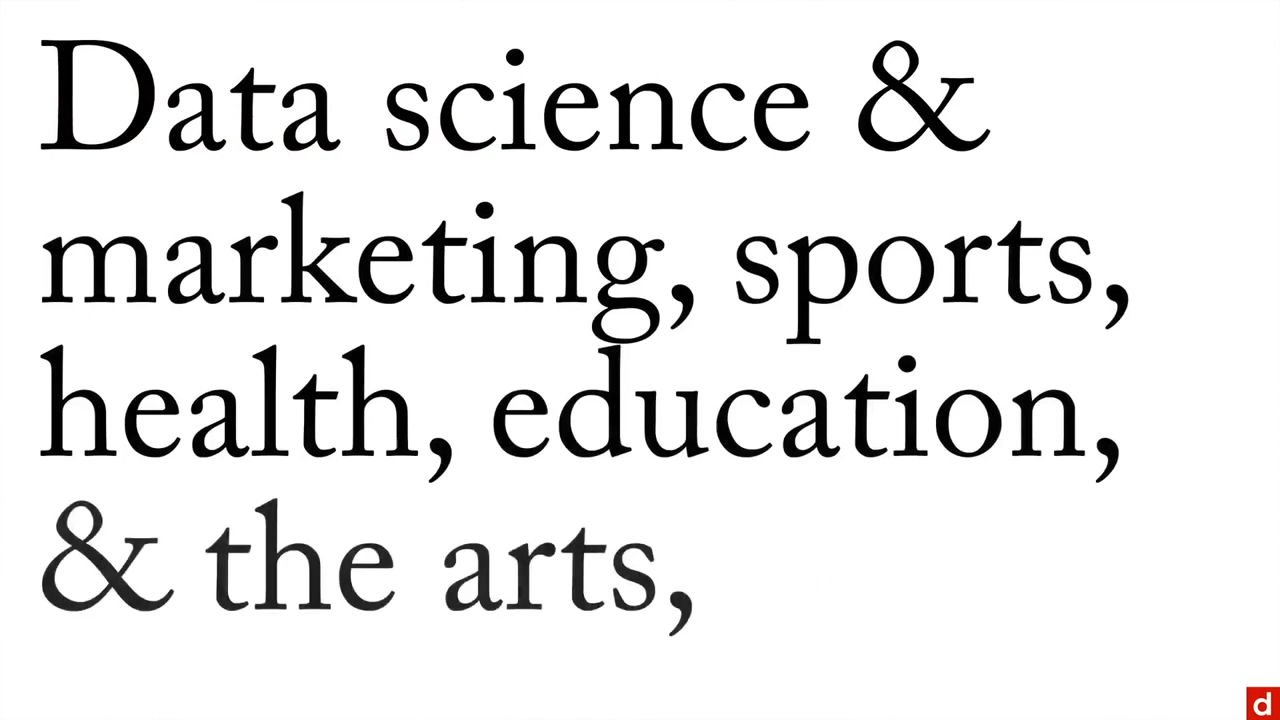 Data science &
marketing, sports,
health, education,
& the arts,
d